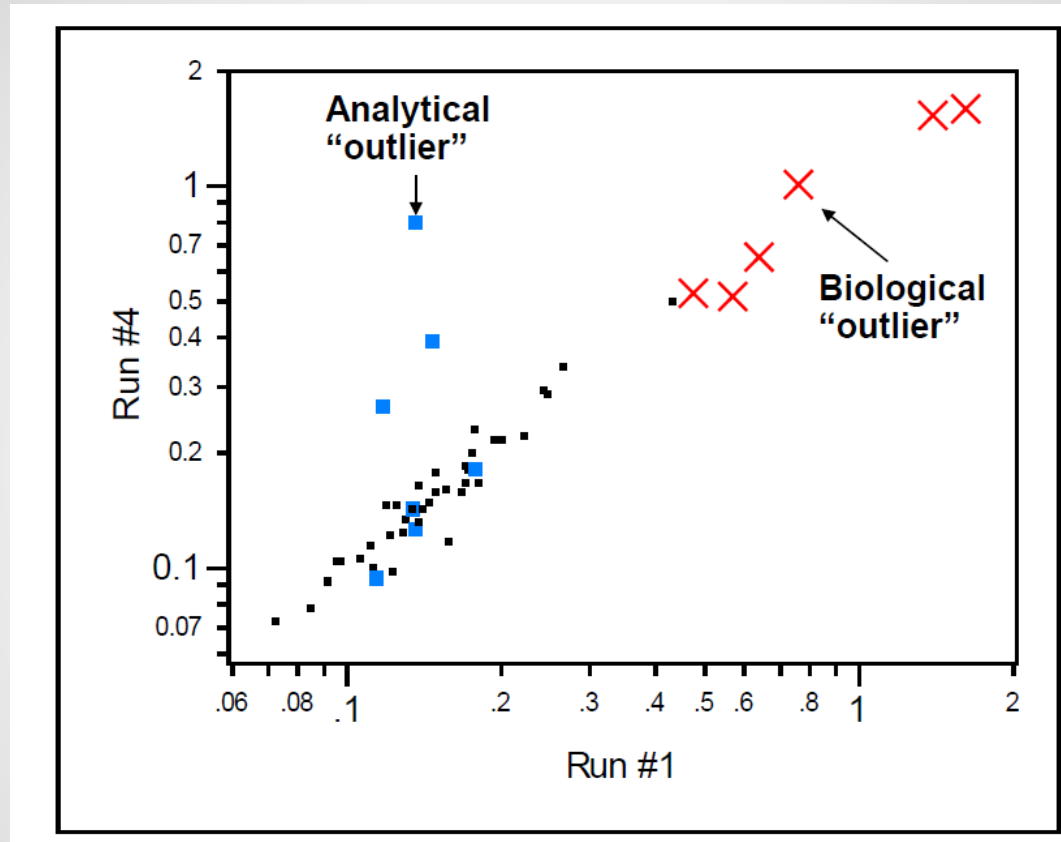 Analytical
“outlier”
Biological
“outlier”
2
1
0.7
0.5
0.4
0.3
0.2
0.1
0.07
Run #4
.06 .08 .1 .2 .3 .4 .5 .6 .8 1 2
Run #1